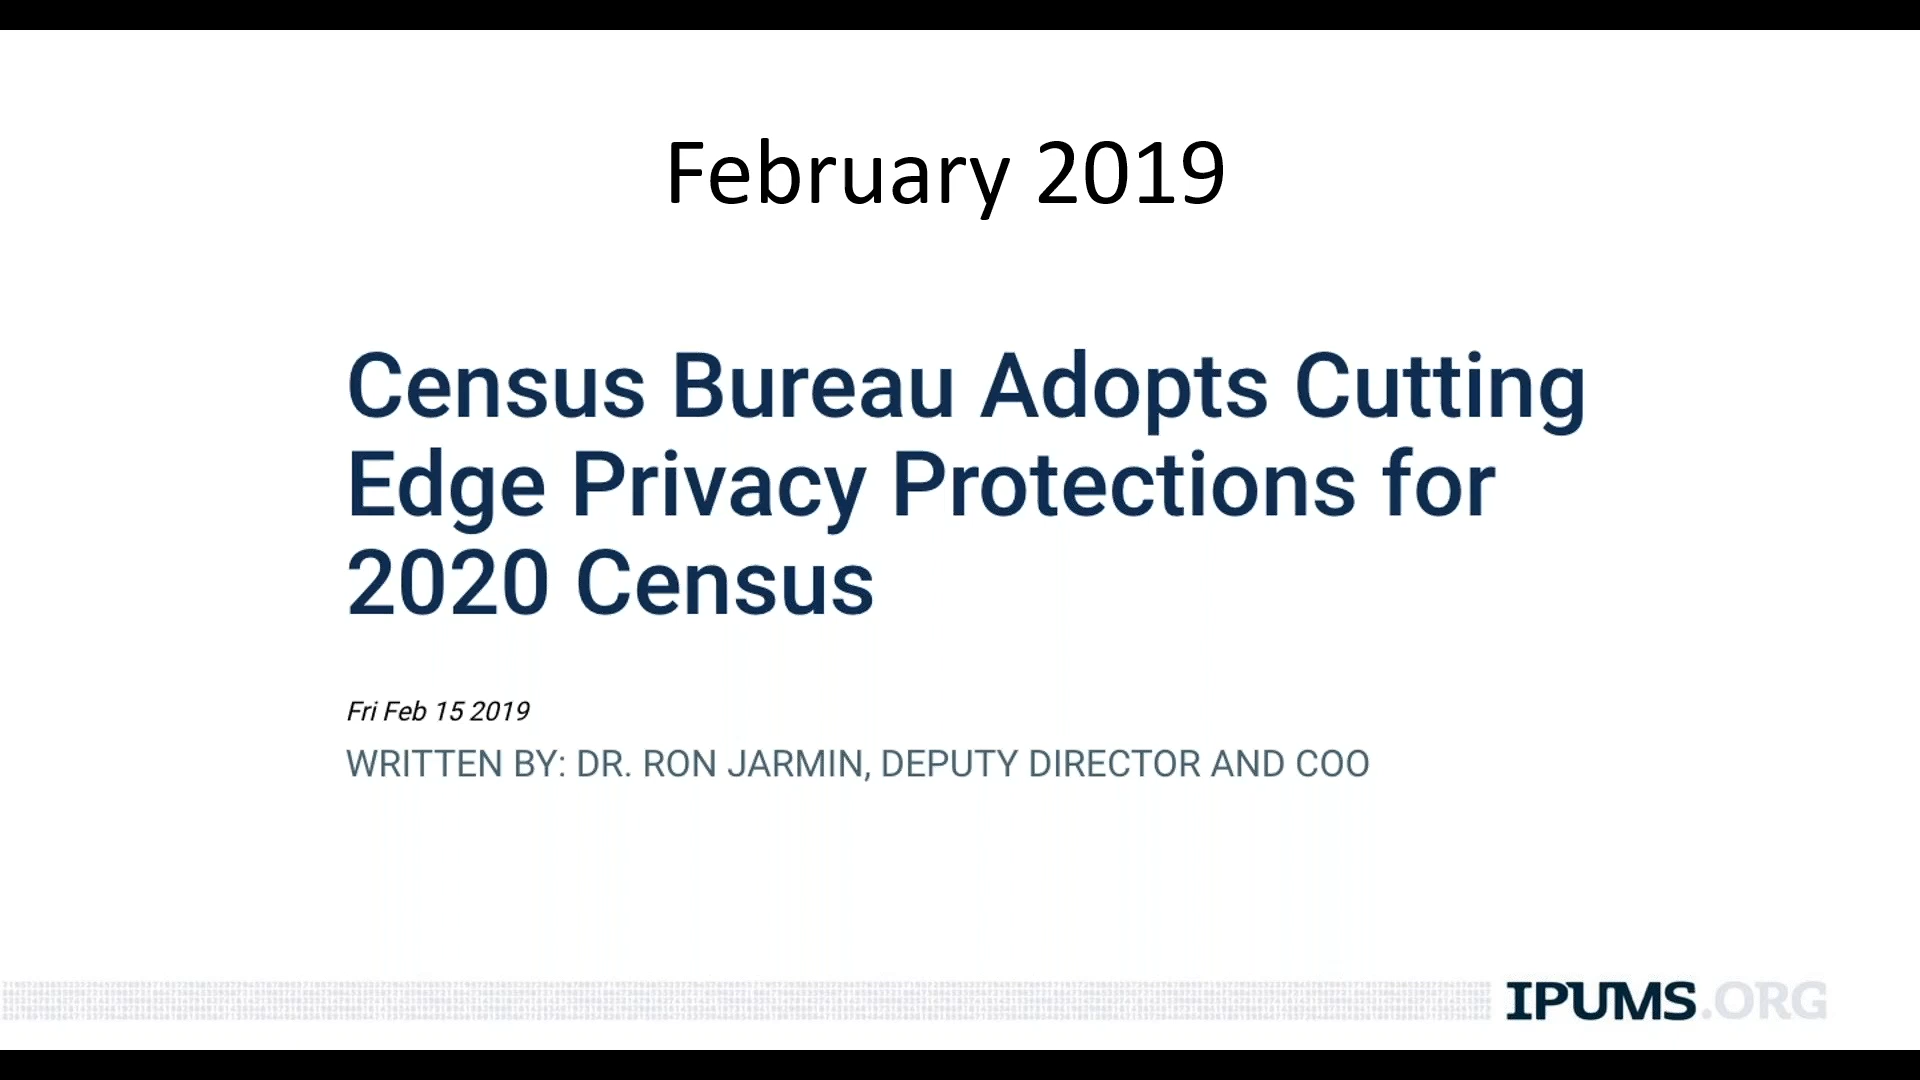 February 2019
Census Bureau Adopts Cutting
Edge Privacy Protections for
2020 Census
Fri Feb 15 2019
WRITTEN BY: DR. RON JARMIN, DEPUTY DIRECTOR AND COO
IPUMS.ORG